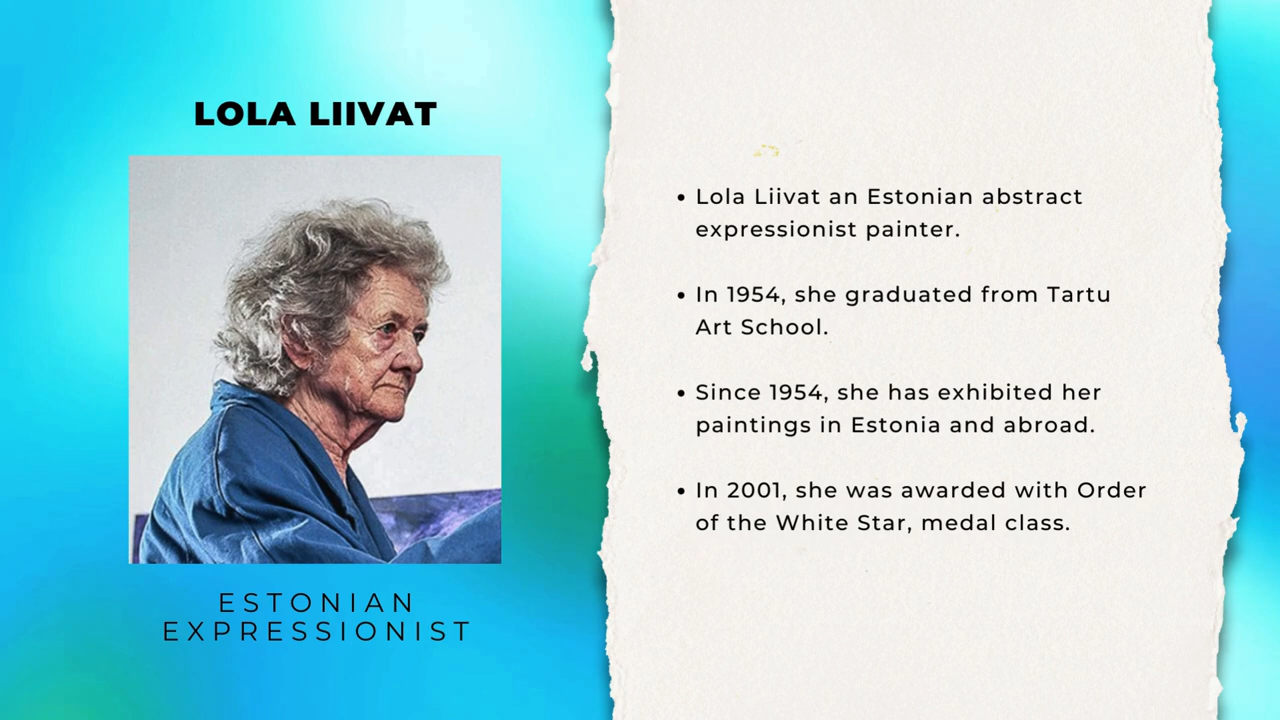 LOLA LIIVAT
ESTONIAN
EXPRESSIONIST
• Lola Liivat an Estonian abstract
expressionist painter.
• In 1954, she graduated from Tartu
Art School.
• Since 1954, she has exhibited her
paintings in Estonia and abroad.
• In 2001, she was awarded with Order
of the White Star, medal class.